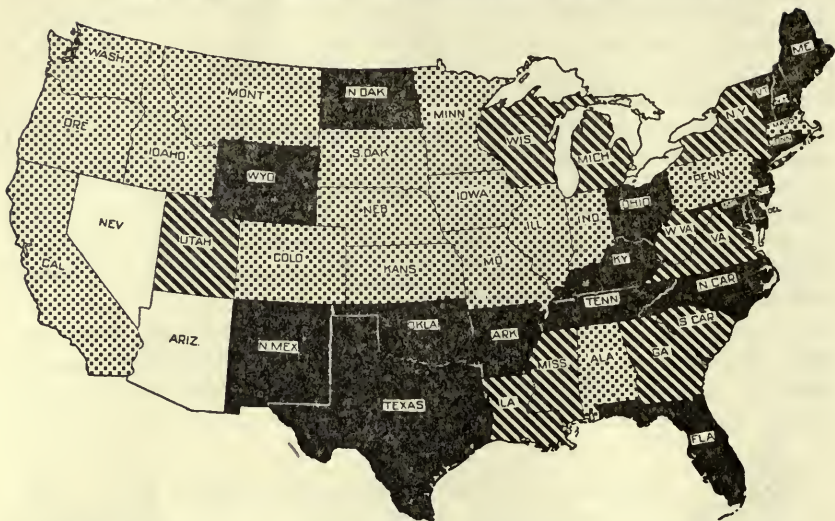 WASH.
MONT
N DAK
MINN
ME
VT
N.Y
MASS
ORE
IDAHO
WYO
S DAK
WIS
MICH
NEV
UTAH
COLO
NEB
IOWA
ILL
IND
OHIO
PENN
DEL
CAL
KANS
MO
KY
W.VA
VA
ARIZ.
N.MEX
OKLA
ARK
TENN
N CAR
S CAR
TEXAS
LA
MISS
ALA
GA
FLA